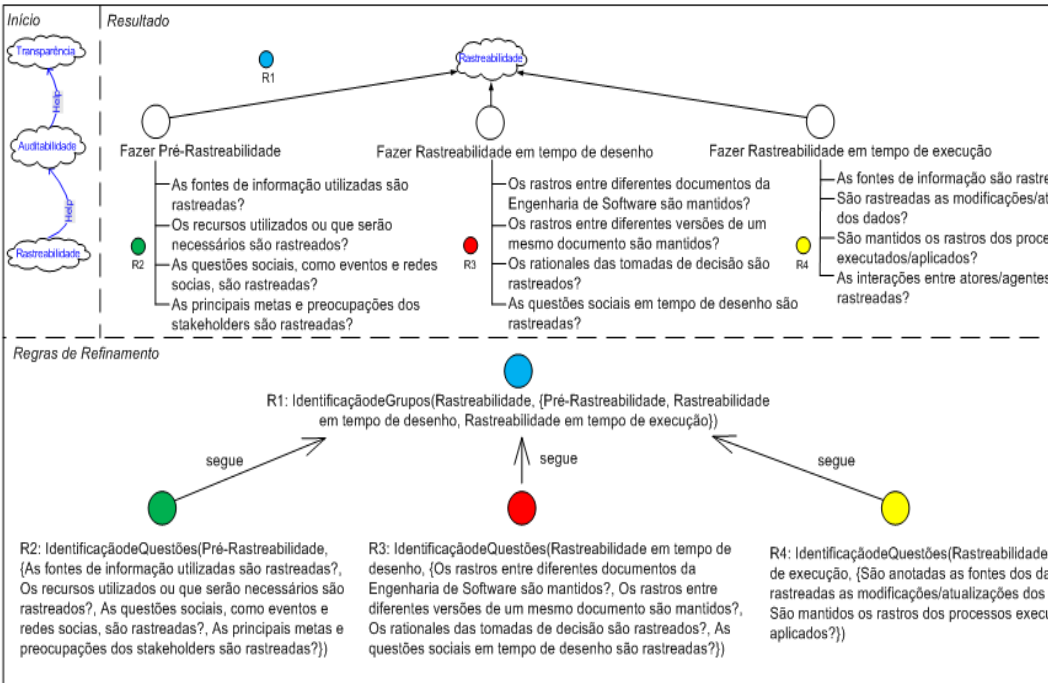 Início
Resultado
Transparência
Help
Auditabilidade
Help
Rastreabilidade
R1
Rastreabilidade
Fazer Pré-Rastreabilidade
As fontes de informação utilizadas são
rastreadas?
Os recursos utilizados ou que serão
necessários são rastreados?
As questões sociais, como eventos e redes
socias, são rastreadas?
As principais metas e preocupações dos
stakeholders são rastreadas?
R2
Fazer Rastreabilidade em tempo de desenho
Os rastros entre diferentes documentos da
Engenharia de Software são mantidos?
Os rastros entre diferentes versões de um
mesmo documento são mantidos?
Os rationales das tomadas de decisão são
rastreados?
As questões sociais em tempo de desenho são
rastreadas?
R3
Fazer Rastreabilidade em tempo de execução
As fontes de informação são
São rastreadas as
dos dados?
São mantidos os rastros dos
executados/aplicados?
As interações entre atores/agentes
rastreadas?
R4
Regras de Refinamento
R1: IdentificaçãodeGrupos(Rastreabilidade, {Pré-Rastreabilidade, Rastreabilidade
em tempo de desenho, Rastreabilidade em tempo de execução})
segue
segue
segue
R2: IdentificaçãodeQuestões(Pré-Rastreabilidade,
{As fontes de informação utilizadas são rastreadas?,
Os recursos utilizados ou que serão necessários são
rastreados?, As questões sociais, como eventos e
redes socias, são rastreadas?, As principais metas e
preocupações dos stakeholders são rastreadas?})
R3: IdentificaçãodeQuestões(Rastreabilidade em tempo de
desenho, {Os rastros entre diferentes documentos da
Engenharia de Software são mantidos?, Os rastros entre
diferentes versões de um mesmo documento são mantidos?,
Os rationales das tomadas de decisão são rastreados?, As
questões sociais em tempo de desenho são rastreadas?})
R4: IdentificaçãodeQuestões(Rastreabilidade
de execução, {São anotadas as fontes dos
rastreadas as modificações/atualizações dos
São mantidos os rastros dos processos
aplicados?})